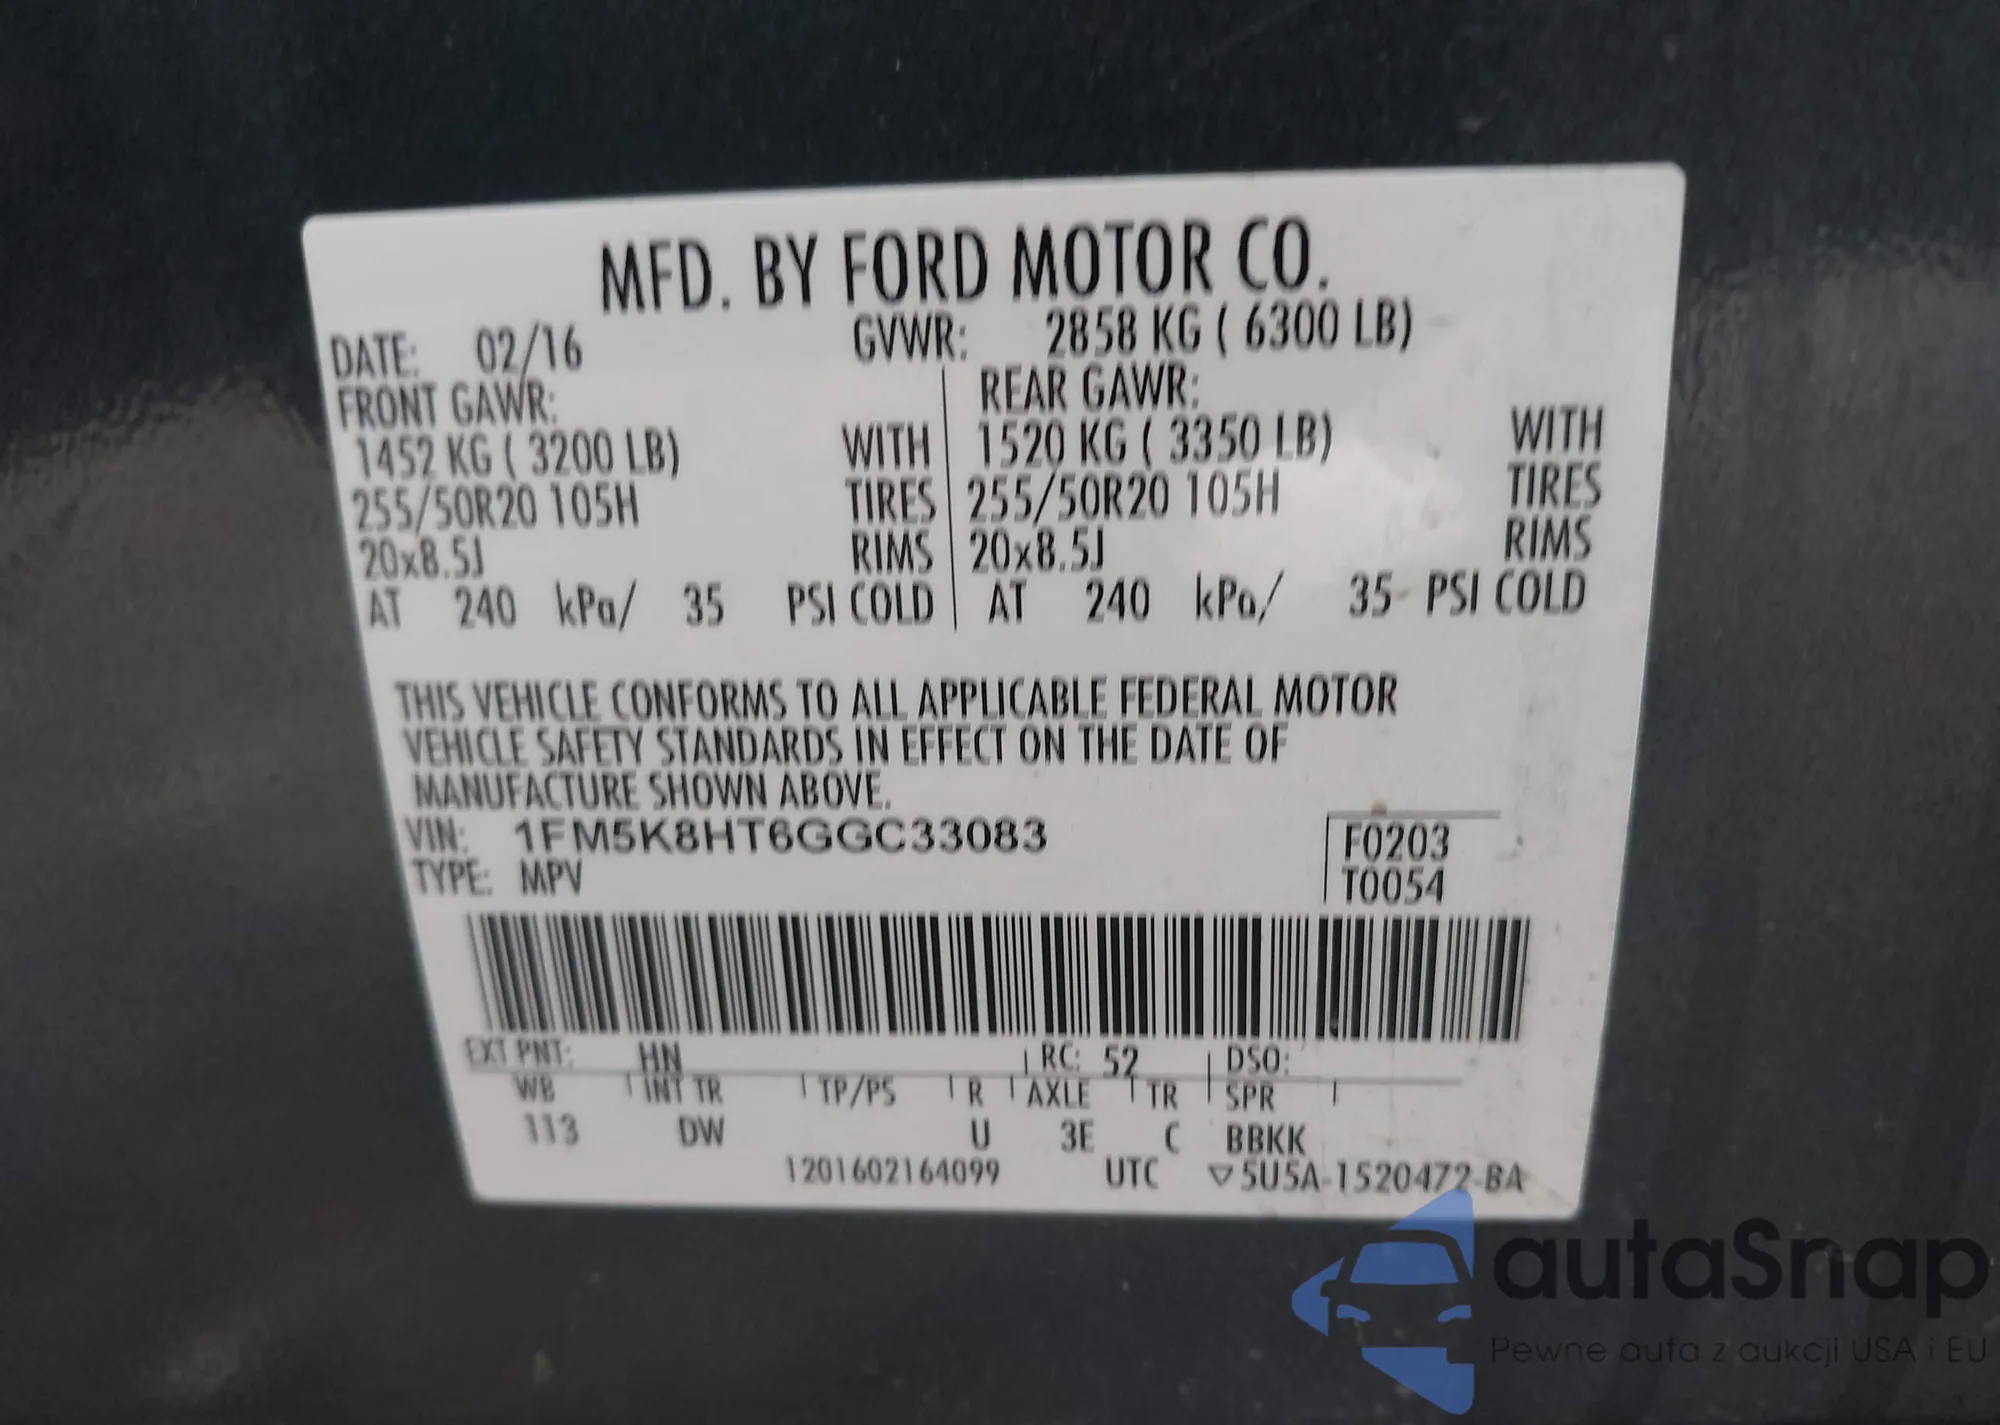 MFD. BY FORD MOTOR CO.
DATE: 02/16 GVWR: 2858 KG ( 6300 LB)
FRONT GAWR: REAR GAWR:
1452 KG ( 3200 LB) WITH 1520 KG ( 3350 LB) WITH
255/50R20 105H TIRES 255/50R20 105H TIRES
20x8.5J RIMS 20x8.5J RIMS
AT 240 kPa/ 35 PSI COLD AT 240 kPa/ 35 PSI COLD
THIS VEHICLE CONFORMS TO ALL APPLICABLE FEDERAL MOTOR
VEHICLE SAFETY STANDARDS IN EFFECT ON THE DATE OF
MANUFACTURE SHOWN ABOVE.
VIN: 1FM5K8HT6GGC33083 F0203
TYPE: MPV T0054
EXT PNT: HN RC: 52 DSO:
WB INT TR TP/PS R AXLE TR SPR
113 DW U 3E C BBKK
1201602164099 UTC ▽5U5A-1520472-BA
autaSnap
Pewne auta z aukcji USA i EU